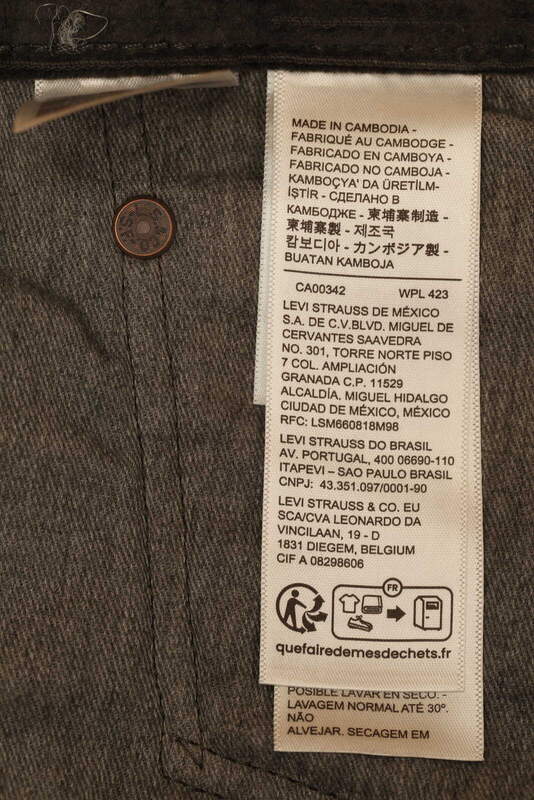 MADE IN CAMBODIA -
FABRIQUÉ AU CAMBODGE -
FABRICADO EN CAMBOYA -
FABRICADO NO CAMBOJA -
KAMBOÇYA' DA ÜRETİLM-
İŞTİR - СДЕЛАНО В
КАМБОДЖЕ - 柬埔寨制造 -
柬埔寨製 - 제조국
캄보디아 - カンボジア製 -
BUATAN KAMBOJA
CA00342 WPL 423
LEVI STRAUSS DE MÉXICO
S.A. DE C.V.BLVD. MIGUEL DE
CERVANTES SAAVEDRA
NO. 301, TORRE NORTE PISO
7 COL. AMPLIACIÓN
GRANADA C.P. 11529
ALCALDÍA. MIGUEL HIDALGO
CIUDAD DE MÉXICO, MÉXICO
RFC: LSM660818M98
LEVI STRAUSS DO BRASIL
AV. PORTUGAL, 400 06690-110
ITAPEVI – SAO PAULO BRASIL
CNPJ: 43.351.097/0001-90
LEVI STRAUSS & CO. EU
SCA/CVA LEONARDO DA
VINCILAAN, 19 - D
1831 DIEGEM, BELGIUM
CIF A 08298606
FR
quefairedemesdechets.fr
POSIBLE LAVAR EN SECO. -
LAVAGEM NORMAL ATÉ 30º.
NÃO
ALVEJAR. SECAGEM EM